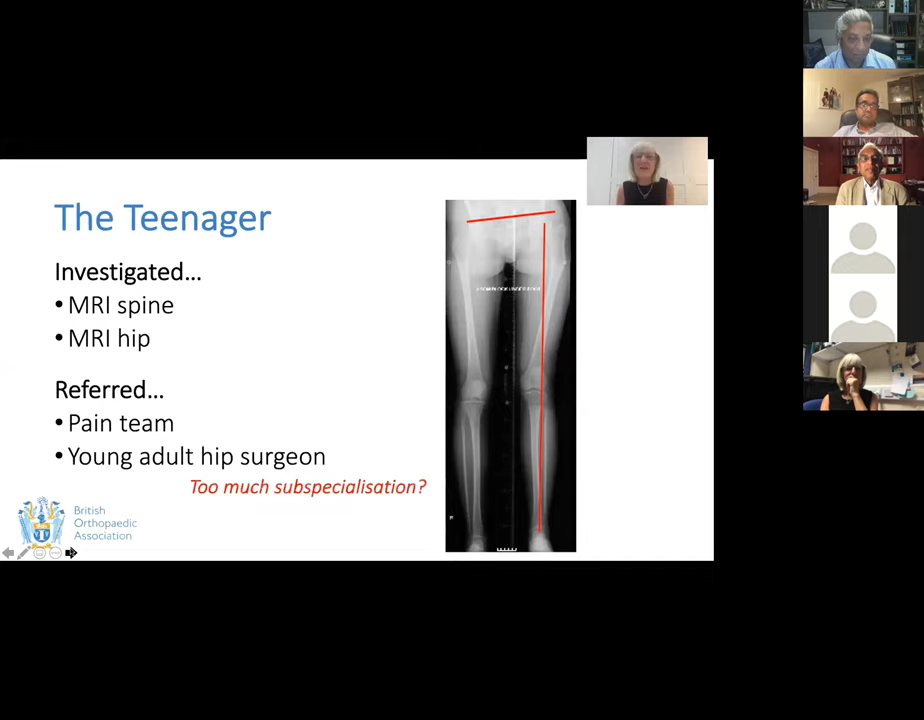 The Teenager
Investigated...
• MRI spine
• MRI hip
Referred...
• Pain team
• Young adult hip surgeon
Too much subspecialisation?
British
Orthopaedic
Association